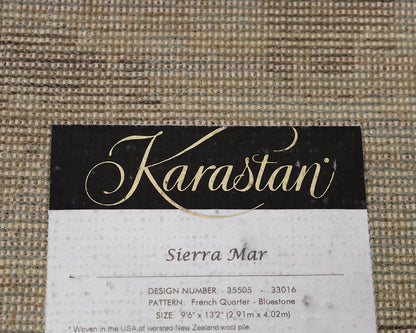 Karastan
Sierra Mar
DESIGN NUMBER: 35505 - 33016
PATTERN: French Quarter - Bluestone
SIZE: 9'6" x 13'2" (2.91m x 4.02m)
* Woven in the USA of worsted New Zealand wool pile.